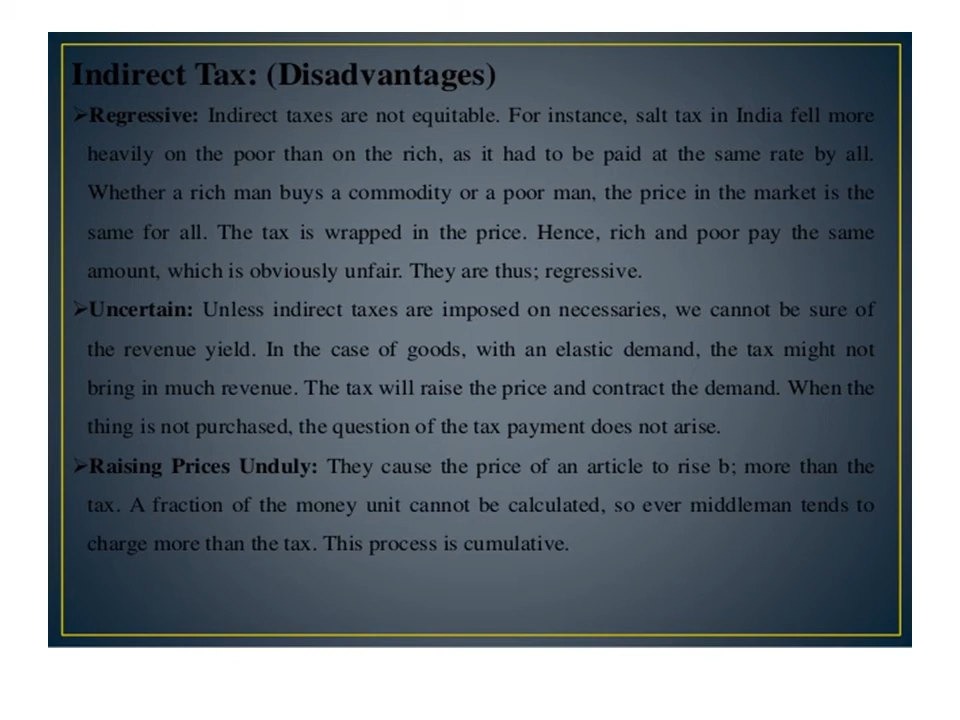 Indirect Tax: (Disadvantages)
➢Regressive: Indirect taxes are not equitable. For instance, salt tax in India fell more
heavily on the poor than on the rich, as it had to be paid at the same rate by all.
Whether a rich man buys a commodity or a poor man, the price in the market is the
same for all. The tax is wrapped in the price. Hence, rich and poor pay the same
amount, which is obviously unfair. They are thus; regressive.
➢Uncertain: Unless indirect taxes are imposed on necessaries, we cannot be sure of
the revenue yield. In the case of goods, with an elastic demand, the tax might not
bring in much revenue. The tax will raise the price and contract the demand. When the
thing is not purchased, the question of the tax payment does not arise.
➢Raising Prices Unduly: They cause the price of an article to rise b; more than the
tax. A fraction of the money unit cannot be calculated, so ever middleman tends to
charge more than the tax. This process is cumulative.